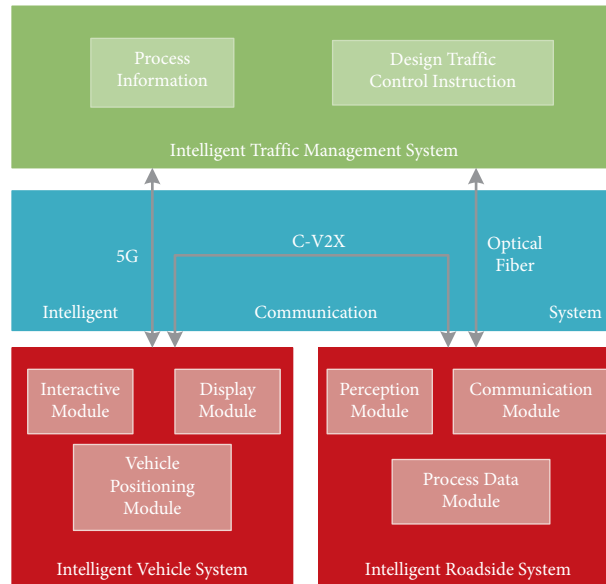 Process
Information
Design Traffic
Control Instruction
Intelligent Traffic Management System
C-V2X
5G
Optical
Fiber
Intelligent Communication System
Interactive
Module
Display
Module
Vehicle
Positioning
Module
Intelligent Vehicle System
Perception
Module
Communication
Module
Process Data
Module
Intelligent Roadside System